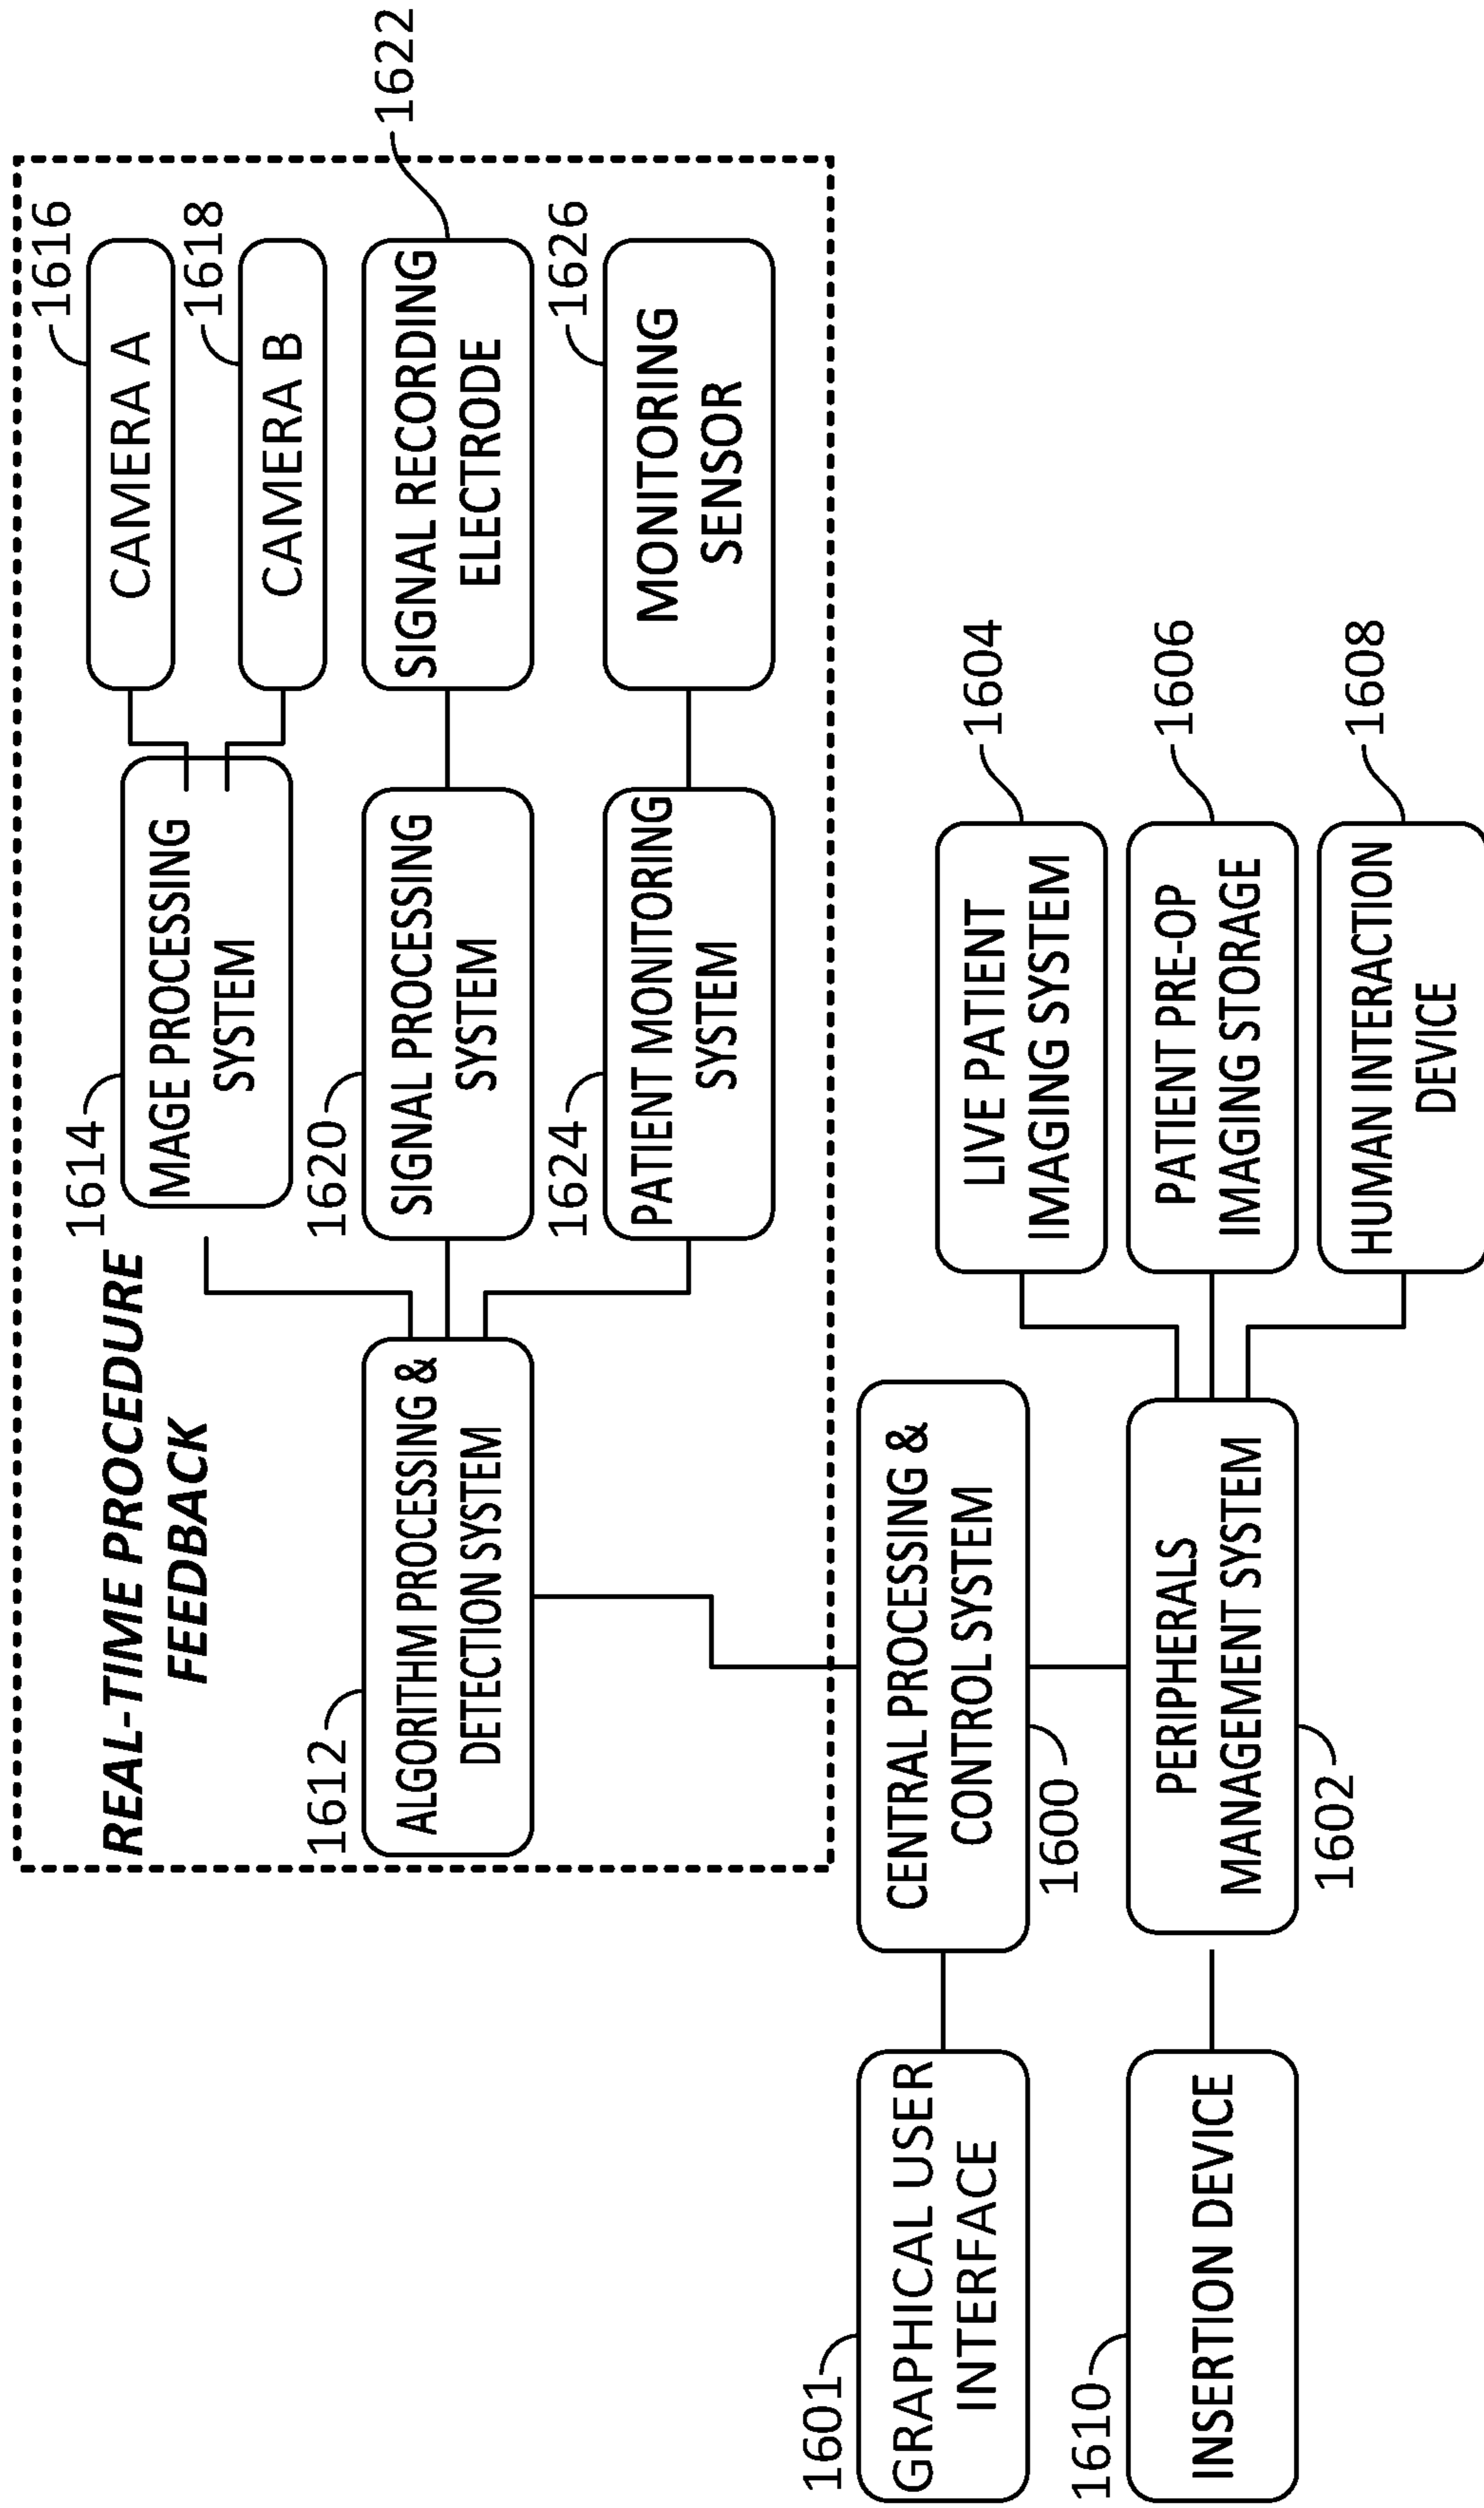 REAL-TIME PROCEDURE
FEEDBACK
1612
ALGORITHM PROCESSING &
DETECTION SYSTEM
1614
IMAGE PROCESSING
SYSTEM
1616
CAMERA A
1618
CAMERA B
1620
SIGNAL PROCESSING
SYSTEM
SIGNAL RECORDING
ELECTRODE
1622
1624
PATIENT MONITORING
SYSTEM
1626
MONITORING
SENSOR
1601
GRAPHICAL USER
INTERFACE
CENTRAL PROCESSING &
CONTROL SYSTEM
1600
1610
INSERTION DEVICE
PERIPHERALS
MANAGEMENT SYSTEM
1602
LIVE PATIENT
IMAGING SYSTEM
1604
PATIENT PRE-OP
IMAGING STORAGE
1606
HUMAN INTERACTION
DEVICE
1608